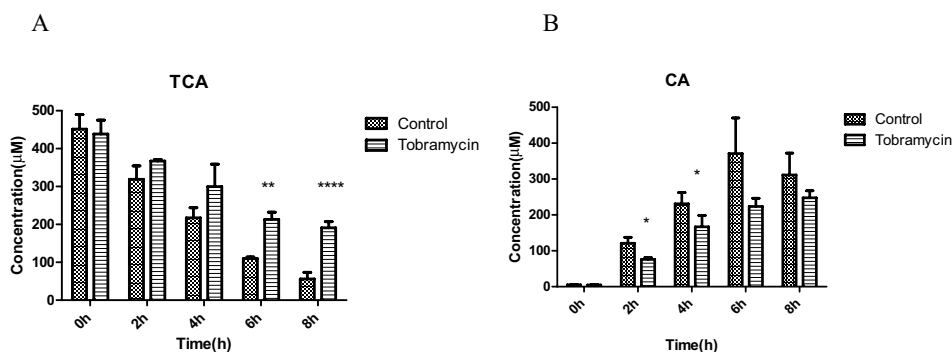 A
B
TCA
500
400
300
200
100
0
Concentration(μM)
** ****
0h 2h 4h 6h 8h
Time(h)
Control
Tobramycin
CA
500
400
300
200
100
0
Concentration(μM)
* *
0h 2h 4h 6h 8h
Time(h)
Control
Tobramycin